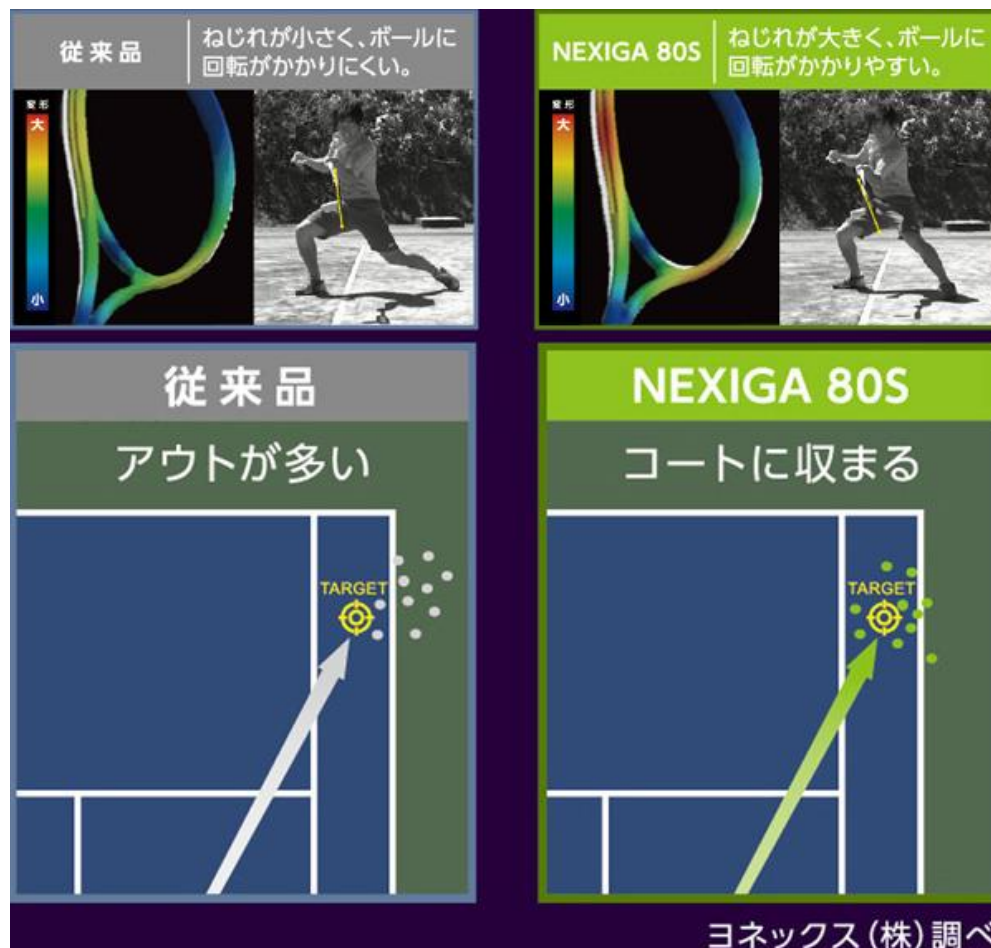 従来品
ねじれが小さく、ボールに
回転がかかりにくい。
変形
大
小
NEXIGA 80S
ねじれが大きく、ボールに
回転がかかりやすい。
変形
大
小
従来品
アウトが多い
TARGET
NEXIGA 80S
コートに収まる
TARGET
ヨネックス(株)調べ